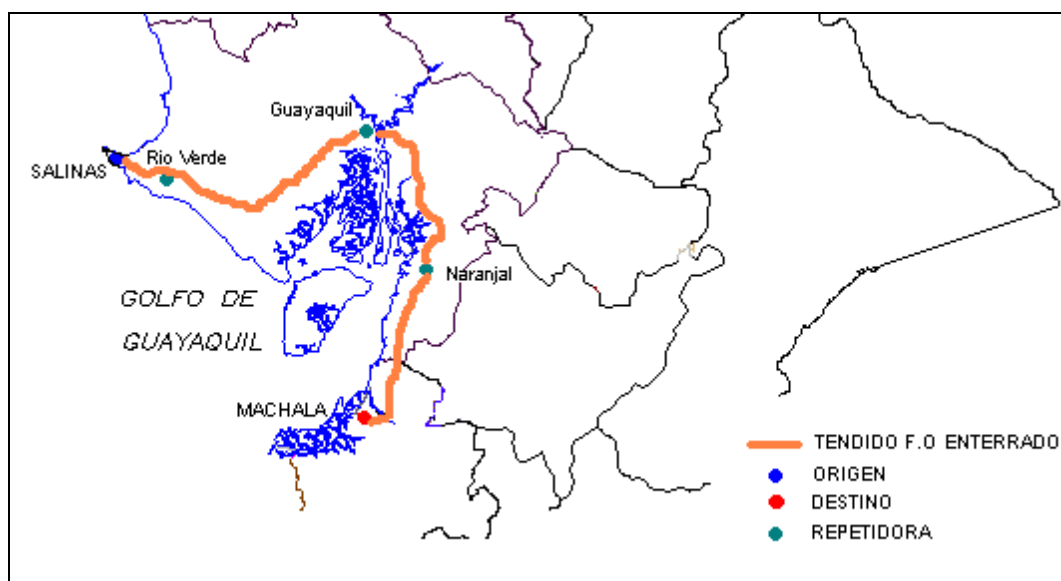 Guayaquil
Rio Verde
SALINAS
Naranjal
GOLFO DE
GUAYAQUIL
MACHALA
TENDIDO F.O ENTERRADO
ORIGEN
DESTINO
REPETIDORA